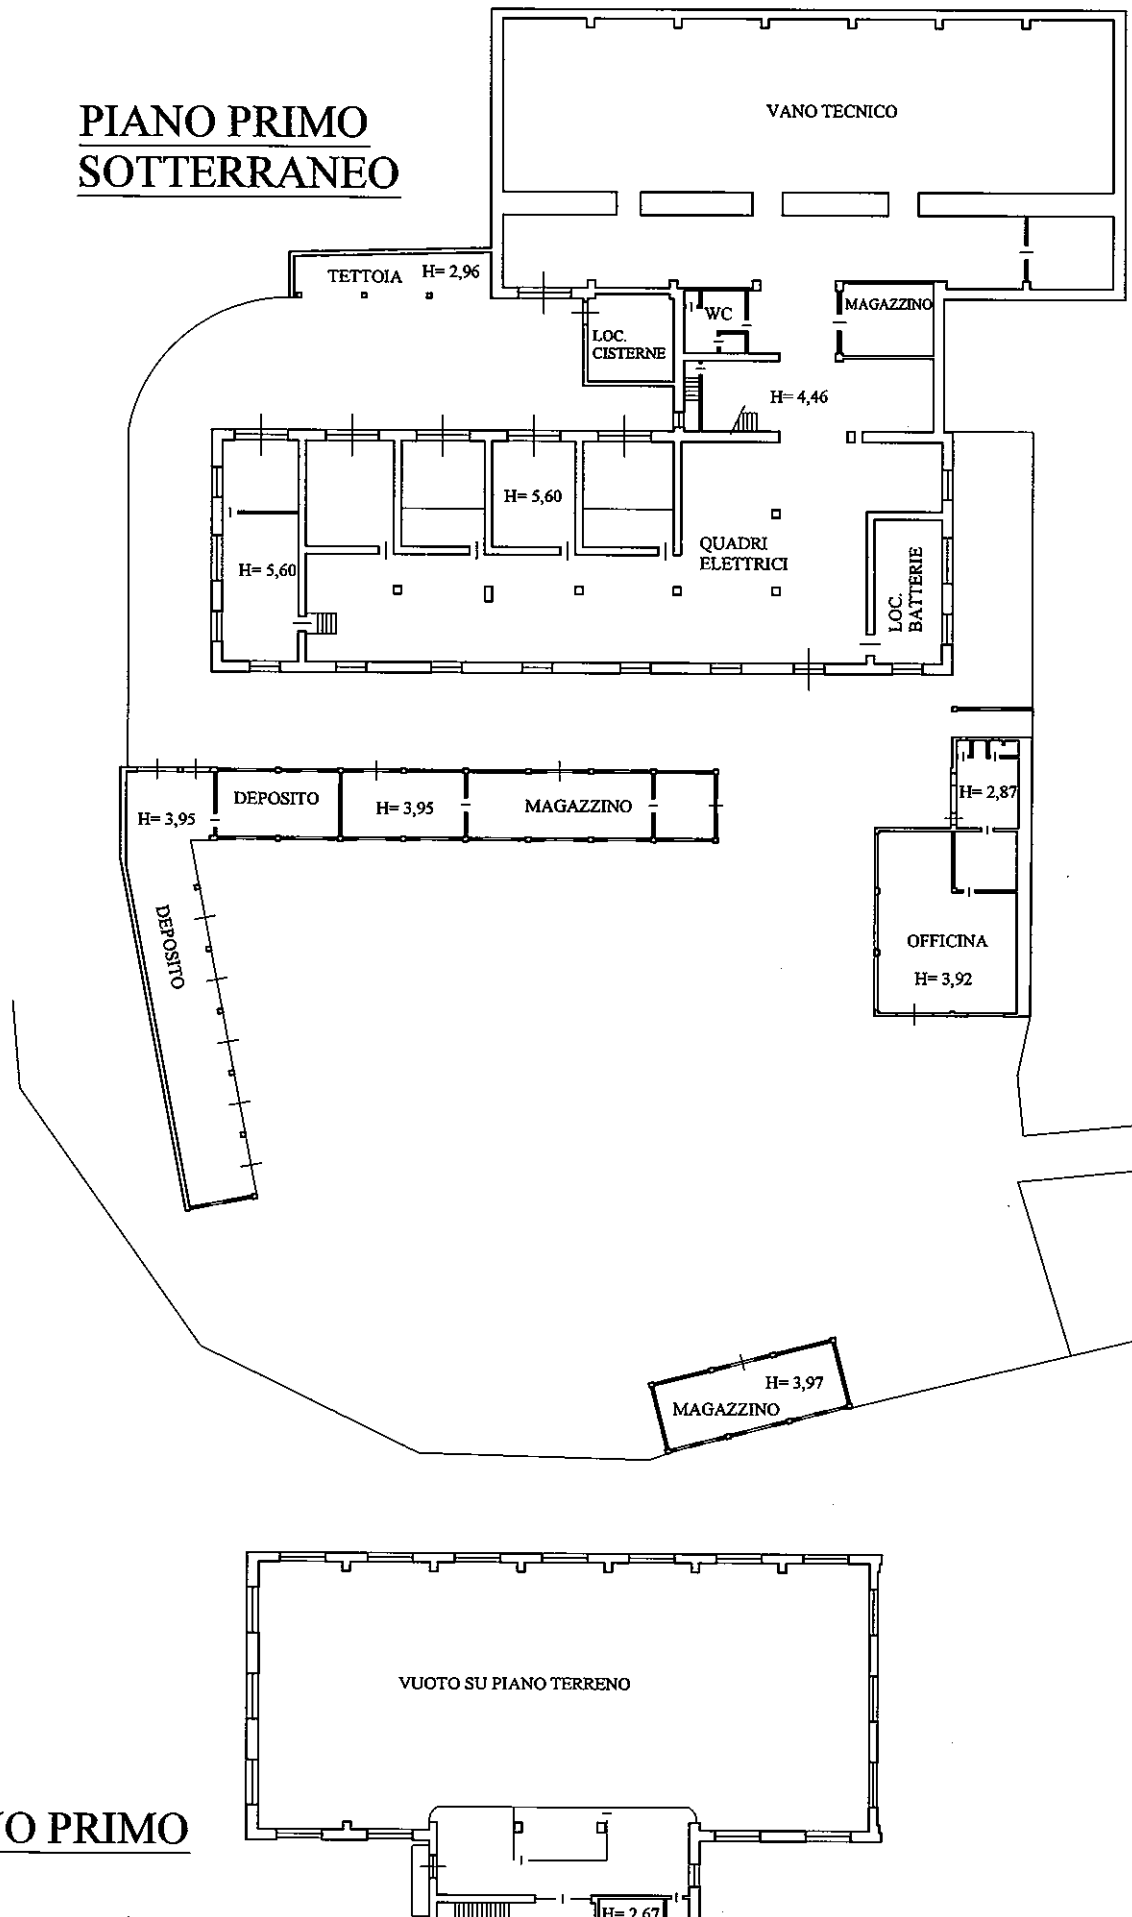 PIANO PRIMO
SOTTERRANEO
VANO TECNICO
TETTOIA
H= 2,96
LOC.
CISTERNE
WC
MAGAZZINO
H= 4,46
H= 5,60
H= 5,60
QUADRI
ELETTRICI
LOC.
BATTERIE
DEPOSITO
H= 3,95
H= 3,95
MAGAZZINO
H= 2,87
DEPOSITO
OFFICINA
H= 3,92
H= 3,97
MAGAZZINO
VUOTO SU PIANO TERRENO
O PRIMO
H= 2,67